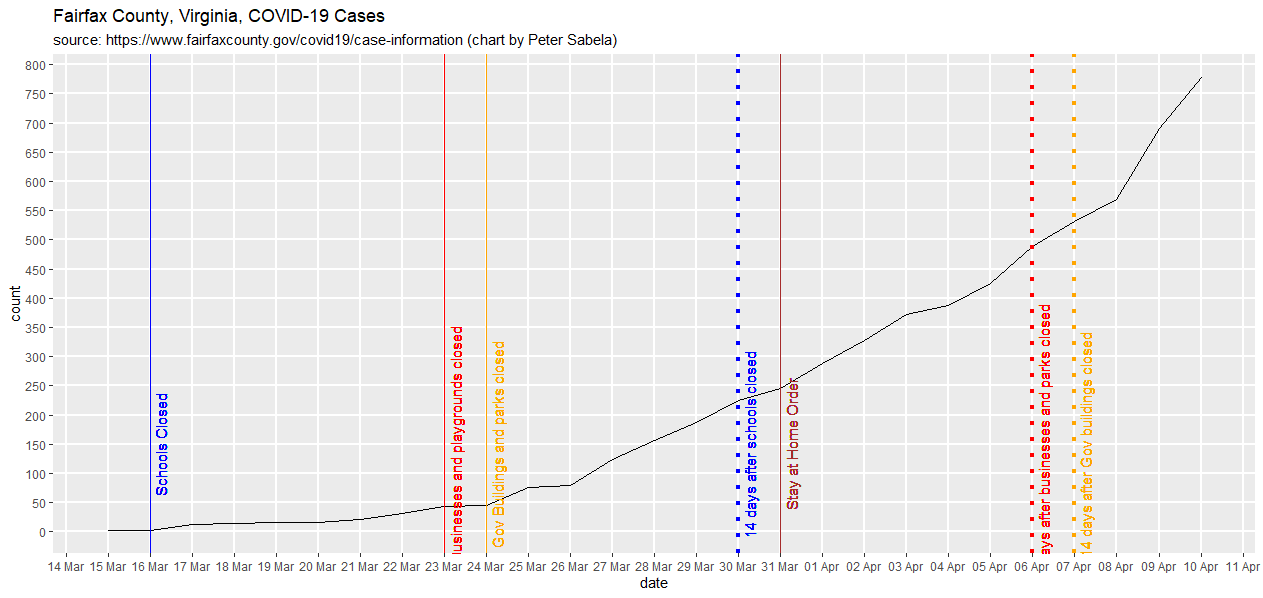 Fairfax County, Virginia, COVID-19 Cases
source: https://www.fairfaxcounty.gov/covid19/case-information (chart by Peter Sabela)
800
750
700
650
600
550
500
450
400
350
300
250
200
150
100
50
0
count
Schools Closed
usinesses and playgrounds closed
Gov Buildings and parks closed
14 days after schools closed
Stay at Home Order
ays after businesses and parks closed
14 days after Gov buildings closed
14 Mar 15 Mar 16 Mar 17 Mar 18 Mar 19 Mar 20 Mar 21 Mar 22 Mar 23 Mar 24 Mar 25 Mar 26 Mar 27 Mar 28 Mar 29 Mar 30 Mar 31 Mar 01 Apr 02 Apr 03 Apr 04 Apr 05 Apr 06 Apr 07 Apr 08 Apr 09 Apr 10 Apr 11 Apr
date